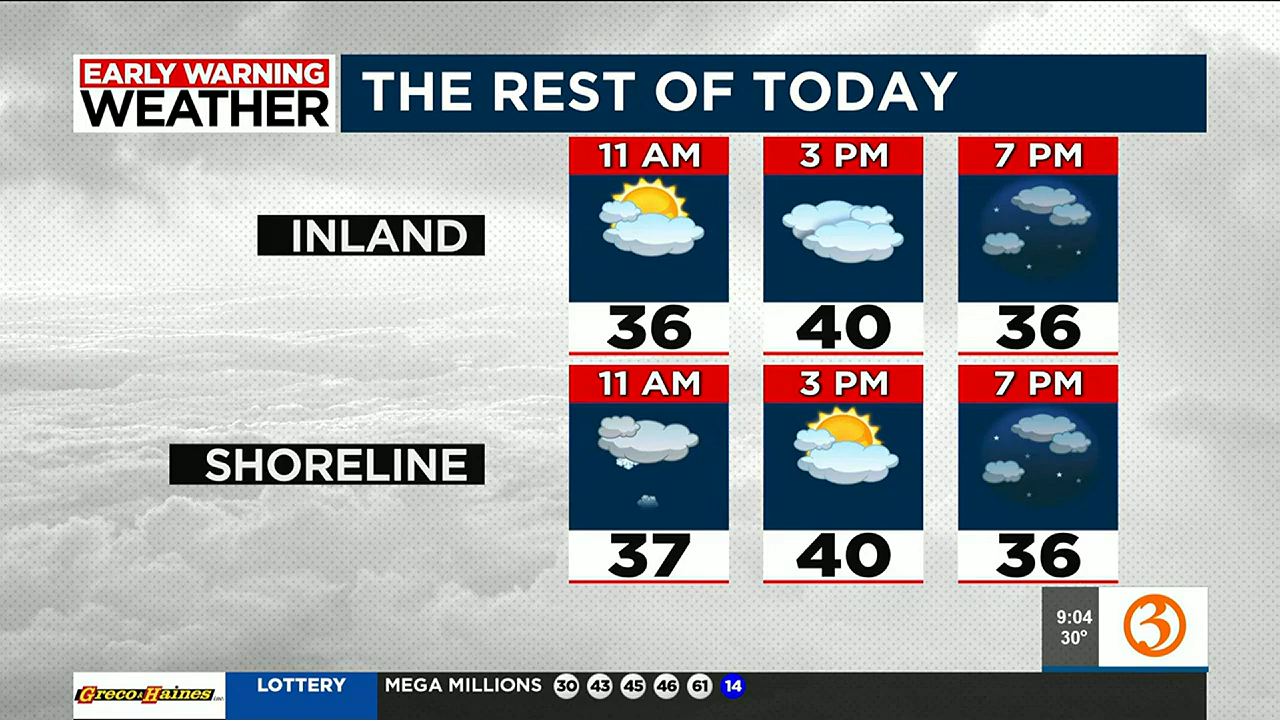 EARLY WARNING
WEATHER
THE REST OF TODAY
11 AM
3 PM
7 PM
INLAND
36
40
36
11 AM
3 PM
7 PM
SHORELINE
37
40
36
9:04
30°
3
Greco & Haines Inc.
LOTTERY
MEGA MILLIONS 30 43 45 46 61 14